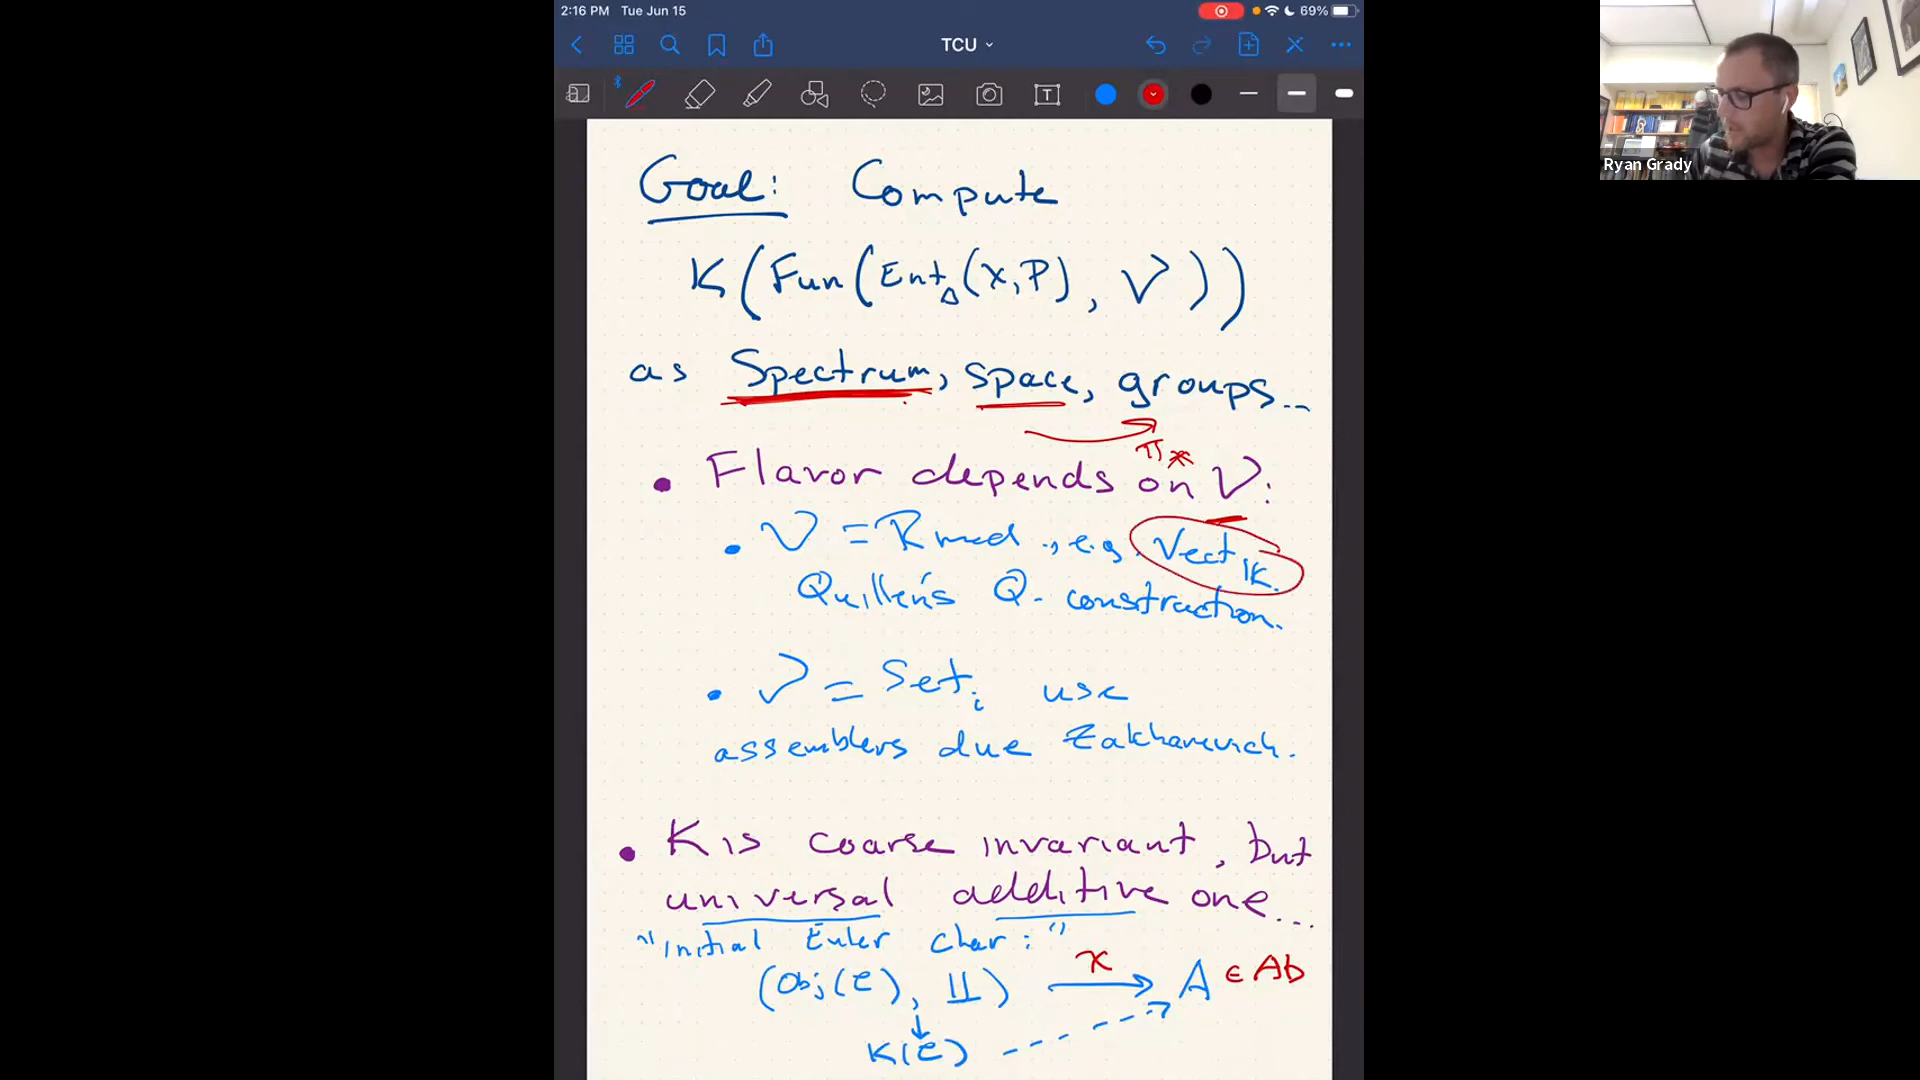 2:16 PM Tue Jun 15
69%
TCU
T
Ryan Grady
Goal: Compute
K(Fun(Ent_Δ(X,P), V))
as Spectrum, space, groups...
π_*
• Flavor depends on V:
• V = Rmod, e.g. Vect_𝕜.
Quillen's Q-construction.
• V = Set; use
assemblers due Zakharevich.
• K is coarse invariant, but
universal additive one...
"Initial Euler char:"
(Obj(C), ⨿) χ → A ∈ Ab
↓
K(C)